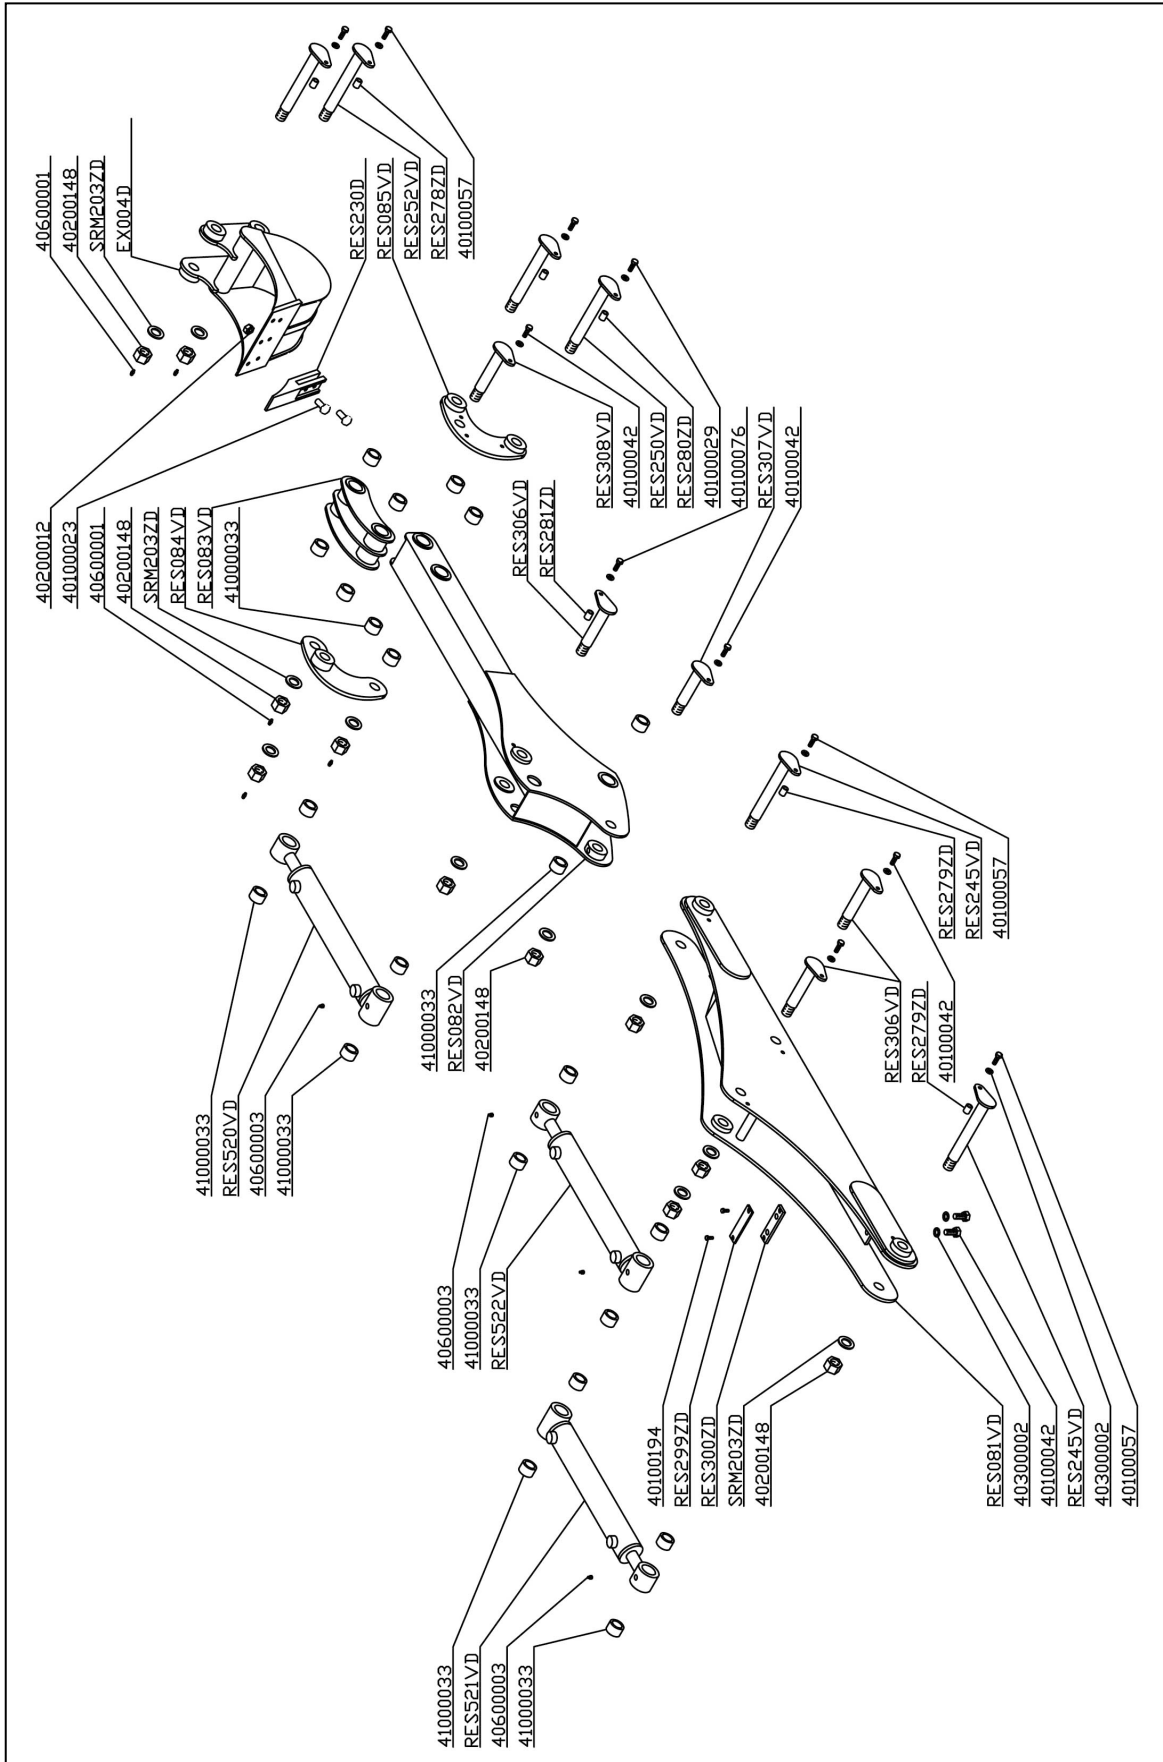 40600001
40200148
SRM203ZD
EX004D
RES230D
RES085VD
RES252VD
RES278ZD
40100057
40200012
40100023
40600001
40200148
SRM203ZD
RES084VD
RES083VD
41000033
RES308VD
40100042
RES250VD
RES280ZD
40100029
40100076
RES307VD
40100042
RES306VD
RES281ZD
41000033
RES520VD
40600003
41000033
41000033
RES082VD
40200148
RES279ZD
RES245VD
40100057
RES306VD
RES279ZD
40100042
40600003
41000033
RES522VD
40100194
RES299ZD
RES300ZD
SRM203ZD
40200148
RES081VD
40300002
40100042
RES245VD
40300002
40100057
41000033
RES521VD
40600003
41000033